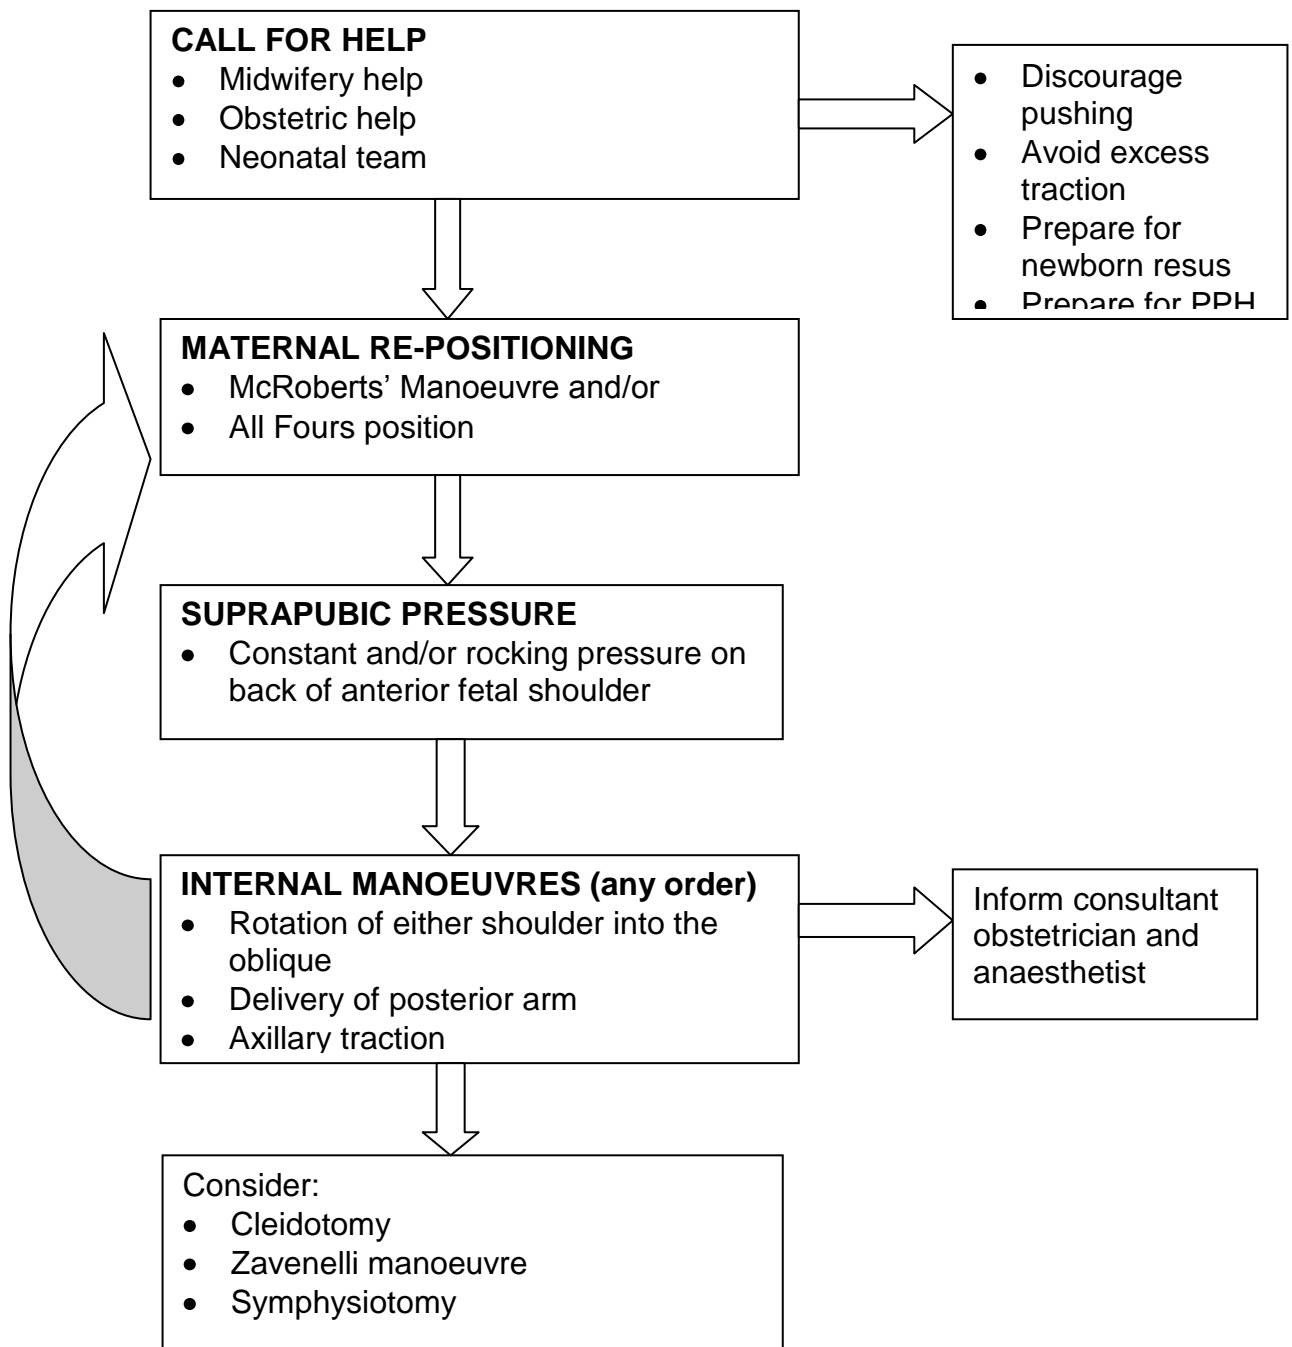 CALL FOR HELP
• Midwifery help
• Obstetric help
• Neonatal team
• Discourage
pushing
• Avoid excess
traction
• Prepare for
newborn resus
• Prepare for PPH
MATERNAL RE-POSITIONING
• McRoberts’ Manoeuvre and/or
• All Fours position
SUPRAPUBIC PRESSURE
• Constant and/or rocking pressure on
back of anterior fetal shoulder
INTERNAL MANOEUVRES (any order)
• Rotation of either shoulder into the
oblique
• Delivery of posterior arm
• Axillary traction
Inform consultant
obstetrician and
anaesthetist
Consider:
• Cleidotomy
• Zavenelli manoeuvre
• Symphysiotomy